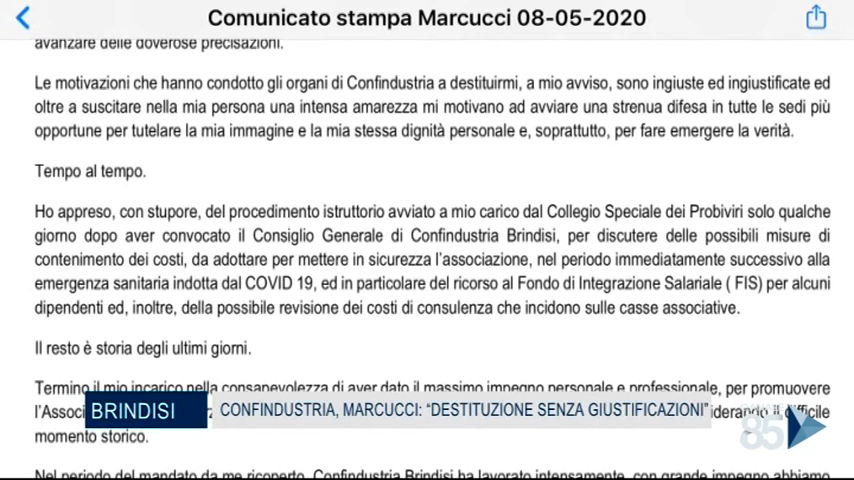 Comunicato stampa Marcucci 08-05-2020
avanzare delle doverose precisazioni.
Le motivazioni che hanno condotto gli organi di Confindustria a destituirmi, a mio avviso, sono ingiuste ed ingiustificate ed
oltre a suscitare nella mia persona una intensa amarezza mi motivano ad avviare una strenua difesa in tutte le sedi più
opportune per tutelare la mia immagine e la mia stessa dignità personale e, soprattutto, per fare emergere la verità.
Tempo al tempo.
Ho appreso, con stupore, del procedimento istruttorio avviato a mio carico dal Collegio Speciale dei Probiviri solo qualche
giorno dopo aver convocato il Consiglio Generale di Confindustria Brindisi, per discutere delle possibili misure di
contenimento dei costi, da adottare per mettere in sicurezza l'associazione, nel periodo immediatamente successivo alla
emergenza sanitaria indotta dal COVID 19, ed in particolare del ricorso al Fondo di Integrazione Salariale ( FIS) per alcuni
dipendenti ed, inoltre, della possibile revisione dei costi di consulenza che incidono sulle casse associative.
Il resto è storia degli ultimi giorni.
Termino il mio incarico nella consapevolezza di aver dato il massimo impegno personale e professionale, per promuovere
l'Associ
difficile
BRINDISI CONFINDUSTRIA, MARCUCCI: “DESTITUZIONE SENZA GIUSTIFICAZIONI”
85
momento storico.
Nel periodo del mandato da me ricoperto, Confindustria Brindisi ha lavorato intensamente, con grande impegno abbiamo